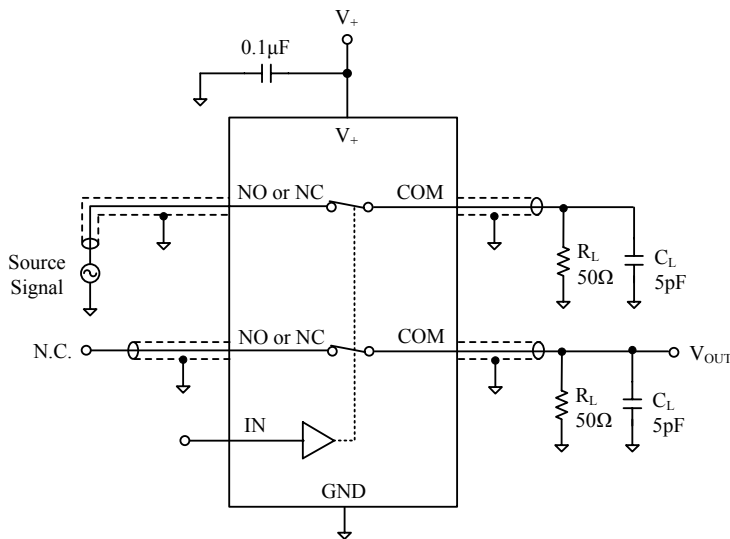 V+
0.1μF
V+
NO or NC
COM
Source
Signal
RL
50Ω
CL
5pF
N.C.
NO or NC
COM
VOUT
RL
50Ω
CL
5pF
IN
GND